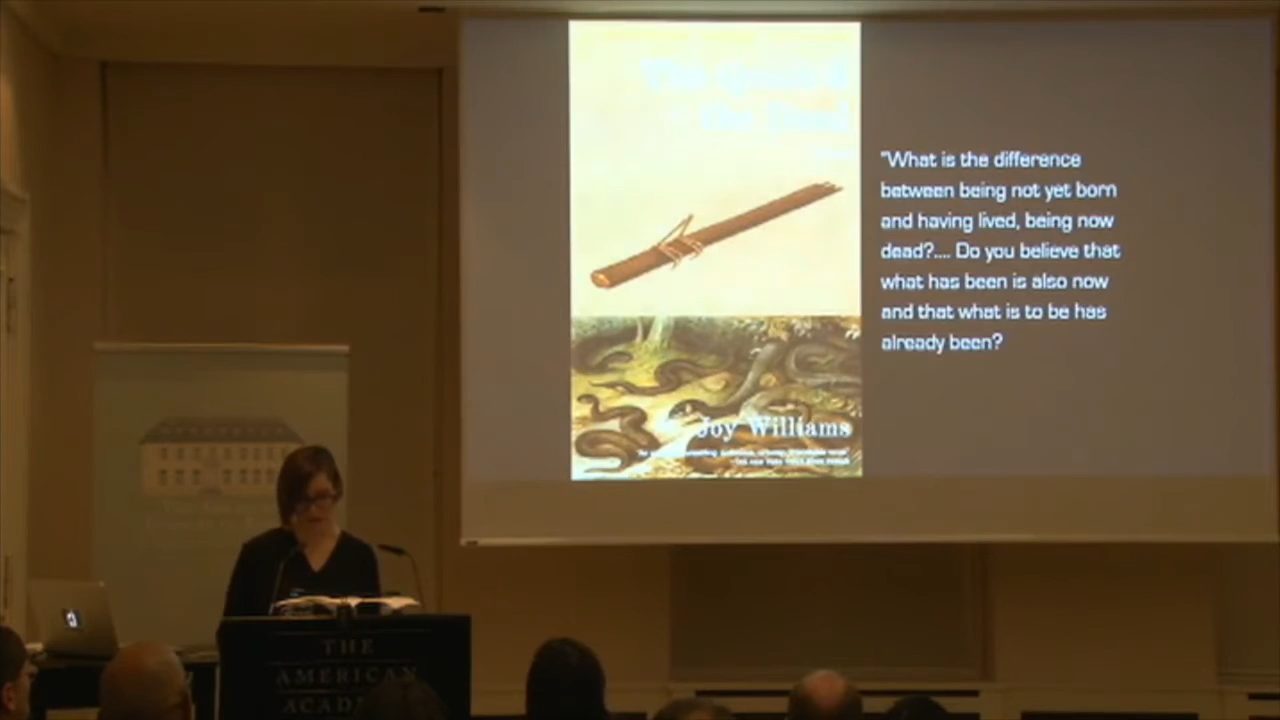 "What is the difference
between being not yet born
and having lived, being now
dead?.... Do you believe that
what has been is also now
and that what is to be has
already been?
Joy Williams
THE
AMERICAN